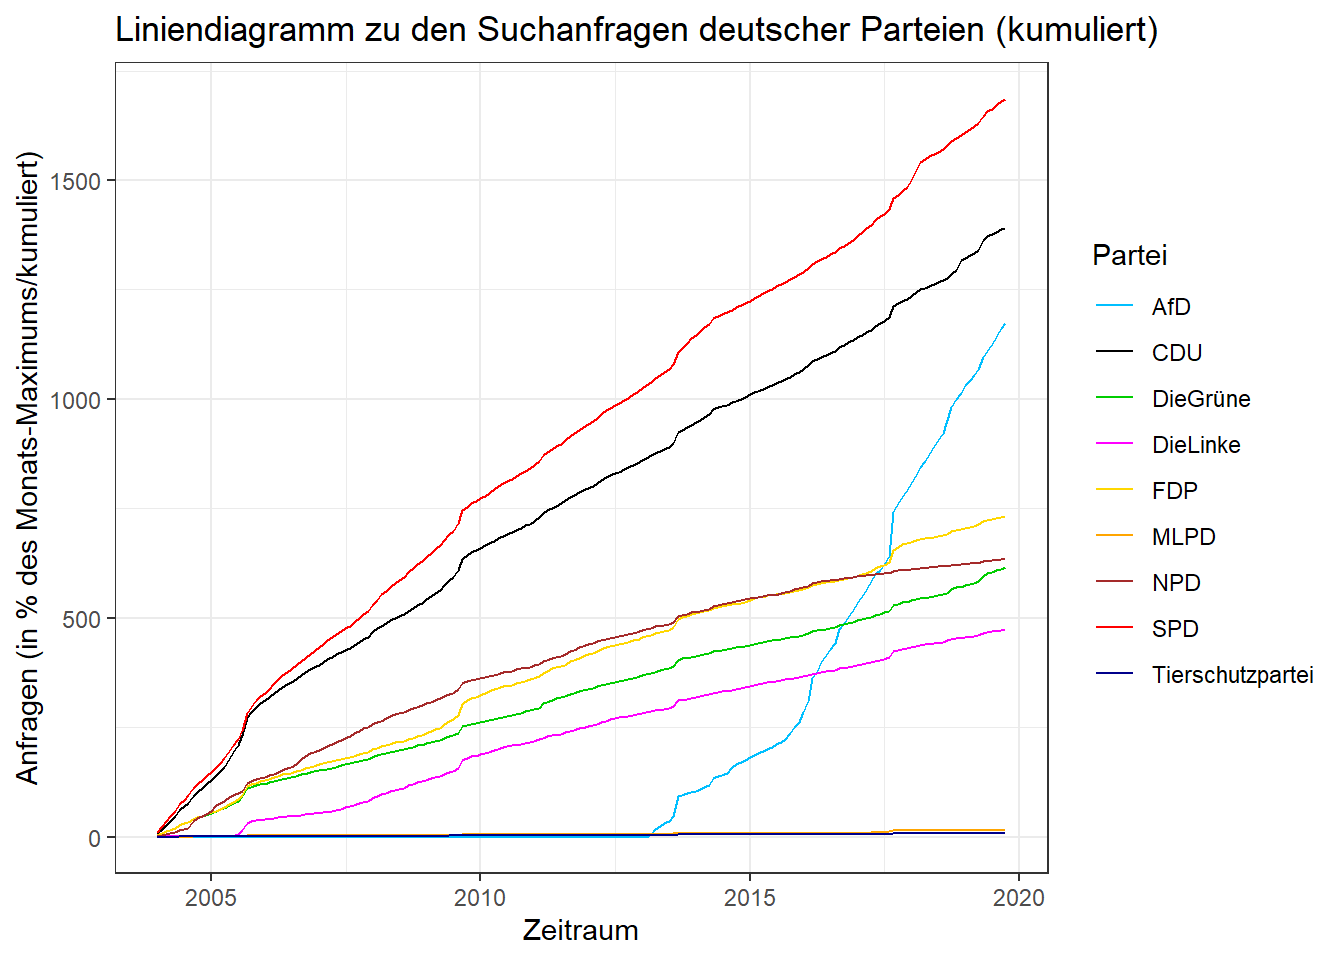 Liniendiagramm zu den Suchanfragen deutscher Parteien (kumuliert)
Anfragen (in % des Monats-Maximums/kumuliert)
1500
1000
500
0
2005
2010
2015
2020
Zeitraum
Partei
AfD
CDU
DieGrüne
DieLinke
FDP
MLPD
NPD
SPD
Tierschutzpartei